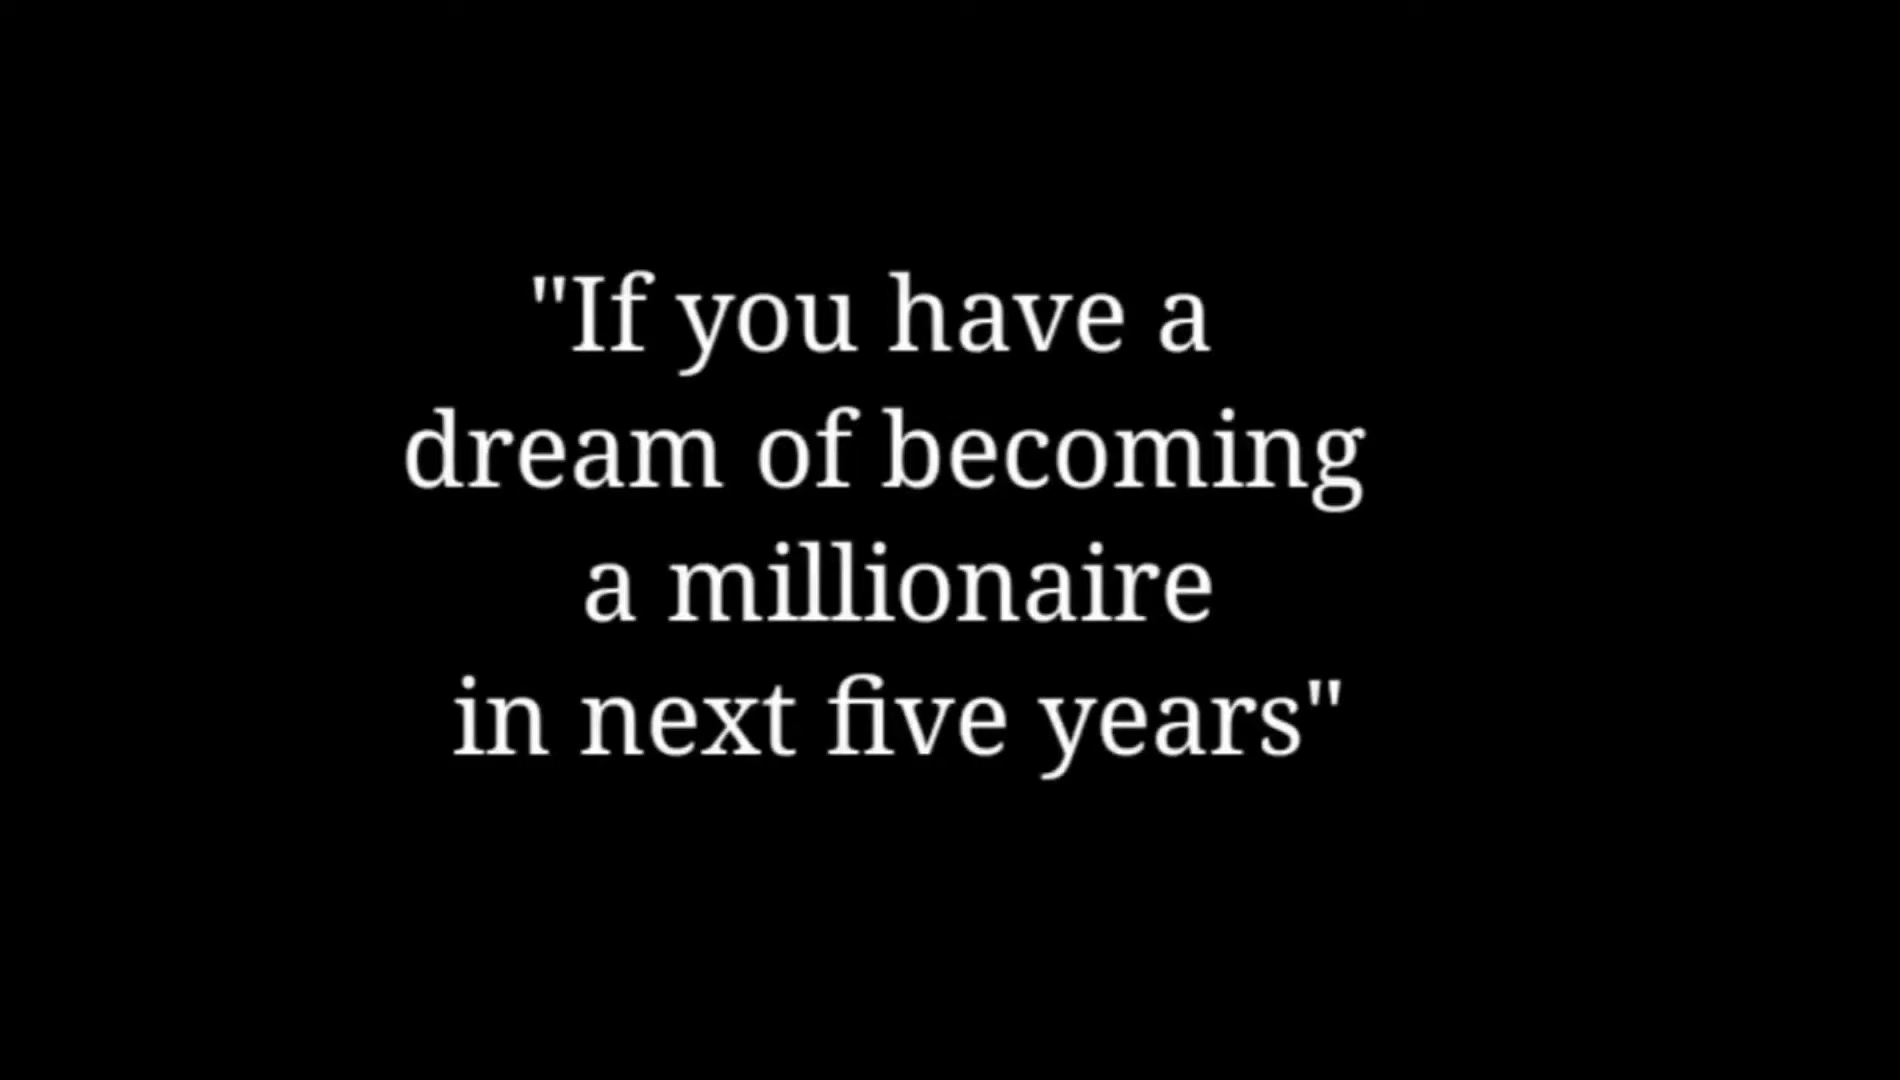 "If you have a
dream of becoming
a millionaire
in next five years"